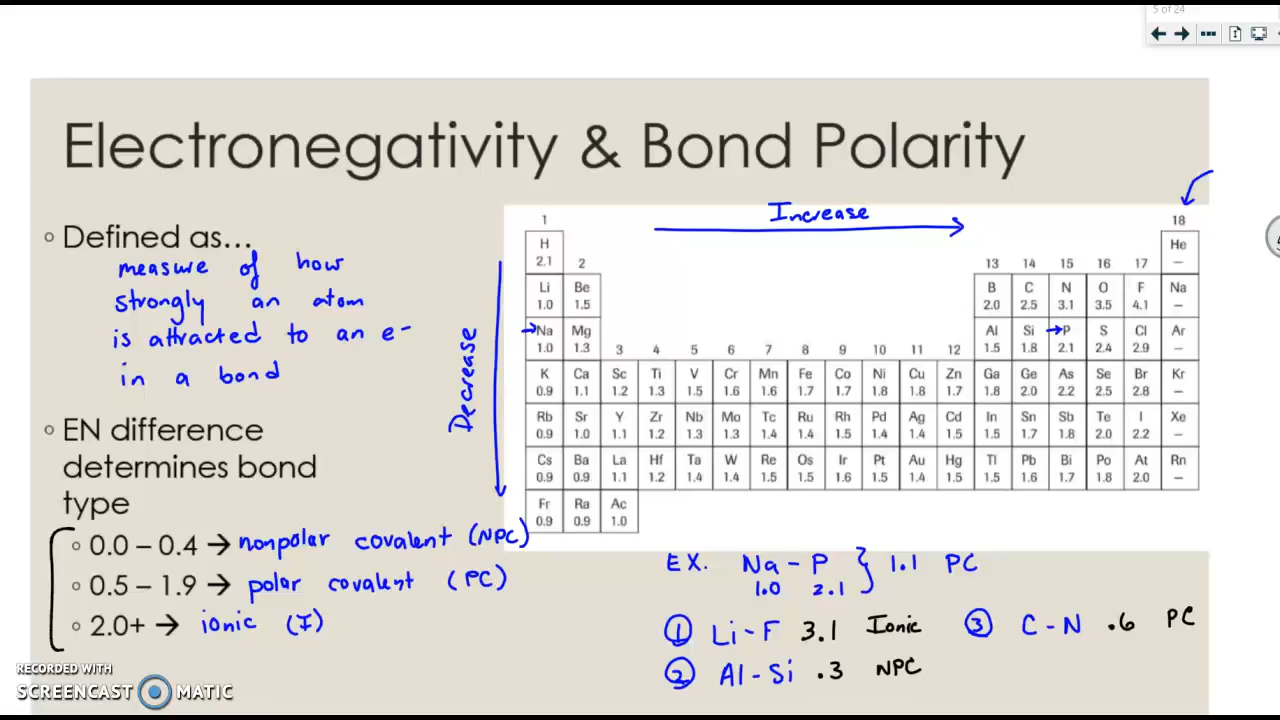 5 of 24
Electronegativity & Bond Polarity
◦ Defined as...
measure of how
strongly an atom
is attracted to an e-
in a bond
◦ EN difference
determines bond
type
◦ 0.0 – 0.4 → nonpolar covalent (NPC)
◦ 0.5 – 1.9 → polar covalent (PC)
◦ 2.0+ → ionic (I)
Increase
Decrease
1 18
H He
2.1 2 13 14 15 16 17 –
Li Be B C N O F Na
1.0 1.5 2.0 2.5 3.1 3.5 4.1 –
→Na Mg Al Si →P S Cl Ar
1.0 1.3 3 4 5 6 7 8 9 10 11 12 1.5 1.8 2.1 2.4 2.9 –
K Ca Sc Ti V Cr Mn Fe Co Ni Cu Zn Ga Ge As Se Br Kr
0.9 1.1 1.2 1.3 1.5 1.6 1.6 1.7 1.7 1.8 1.8 1.7 1.8 2.0 2.2 2.5 2.8 –
Rb Sr Y Zr Nb Mo Tc Ru Rh Pd Ag Cd In Sn Sb Te I Xe
0.9 1.0 1.1 1.2 1.3 1.3 1.4 1.4 1.5 1.4 1.4 1.5 1.5 1.7 1.8 2.0 2.2 –
Cs Ba La Hf Ta W Re Os Ir Pt Au Hg Tl Pb Bi Po At Rn
0.9 0.9 1.1 1.2 1.4 1.4 1.5 1.5 1.6 1.5 1.4 1.5 1.5 1.6 1.7 1.8 2.0 –
Fr Ra Ac
0.9 0.9 1.0
EX. Na – P } 1.1 PC
1.0 2.1
① Li – F 3.1 Ionic
② Al – Si .3 NPC
③ C – N .6 PC
RECORDED WITH
SCREENCAST MATIC